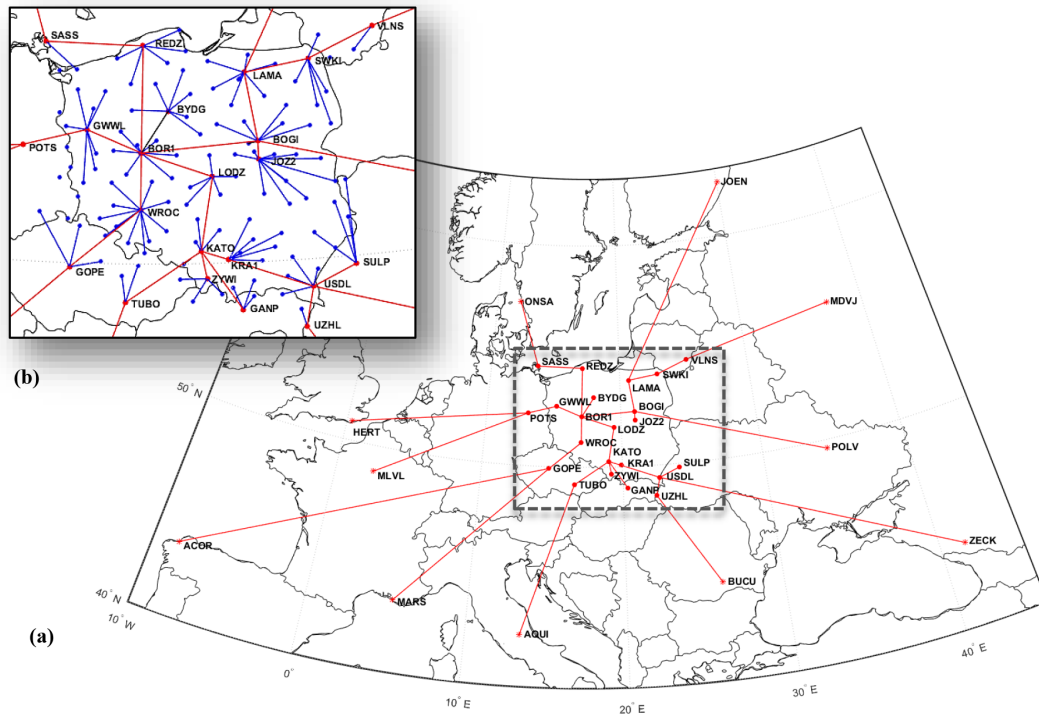 SASS
REDZ
VLNS
SWKI
LAMA
BYDG
GWWL
POTS
BOR1
BOGI
JOZ2
LODZ
WROC
KATO
KRA1
SULP
GOPE
ZYWI
USDL
TUBO
GANP
UZHL
(b)
JOEN
ONSA
MDVJ
SASS
REDZ
VLNS
SWKI
LAMA
50°N
GWWL
BYDG
BOGI
POTS
BOR1
JOZ2
HERT
LODZ
WROC
POLV
KATO
MLVL
GOPE
KRA1
SULP
ZYWI
USDL
TUBO
GANP
UZHL
ACOR
ZECK
BUCU
40°N
MARS
10°W
(a)
AQUI
40°E
0°
30°E
10°E
20°E